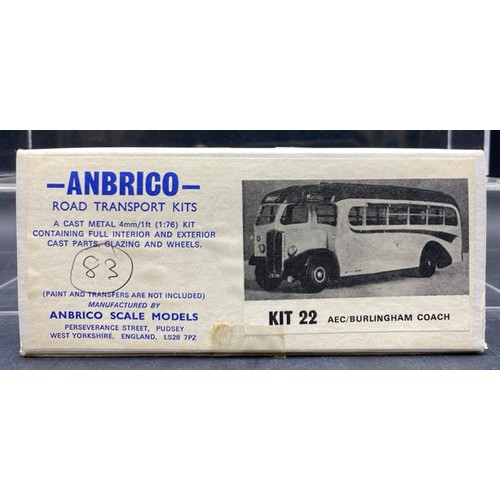 -ANBRICO-
ROAD TRANSPORT KITS
A CAST METAL 4mm/1ft (1:76) KIT
CONTAINING FULL INTERIOR AND EXTERIOR
CAST PARTS, GLAZING AND WHEELS.
83
(PAINT AND TRANSFERS ARE NOT INCLUDED)
MANUFACTURED BY
ANBRICO SCALE MODELS
PERSEVERANCE STREET, PUDSEY
WEST YORKSHIRE, ENGLAND, LS28 7PZ
KIT 22 AEC/BURLINGHAM COACH